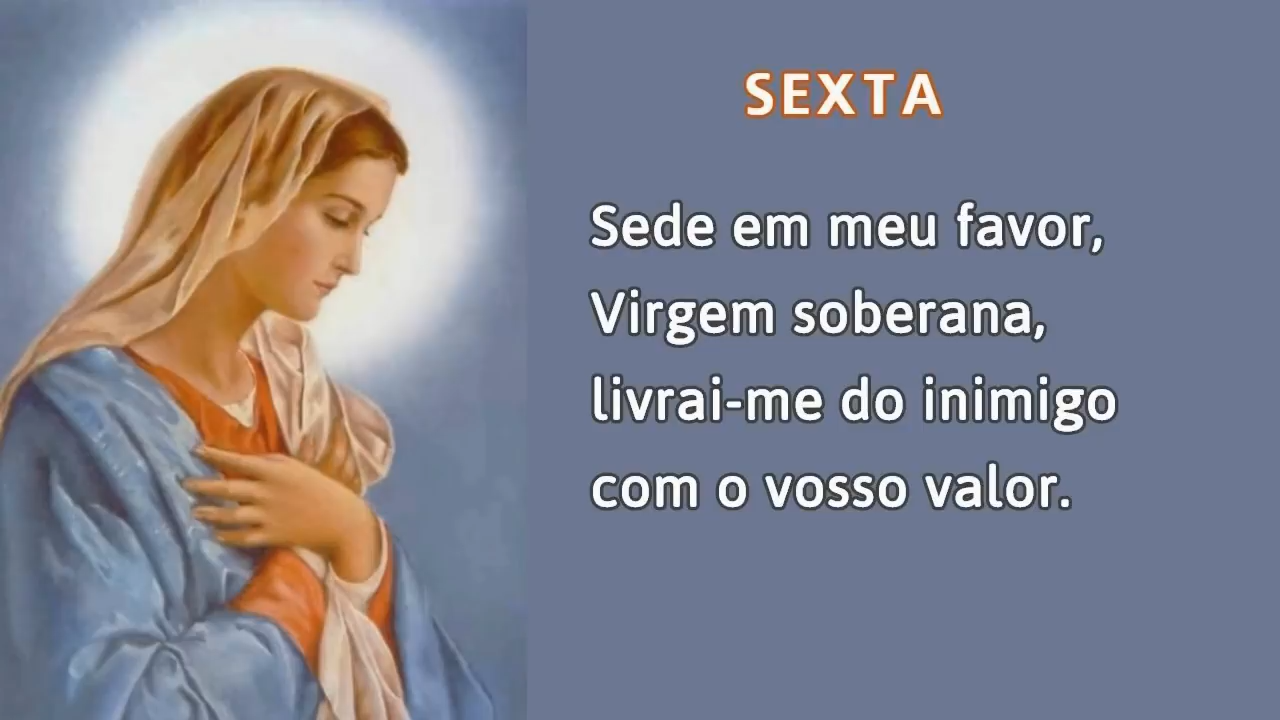 SEXTA
Sede em meu favor,
Virgem soberana,
livrai-me do inimigo
com o vosso valor.